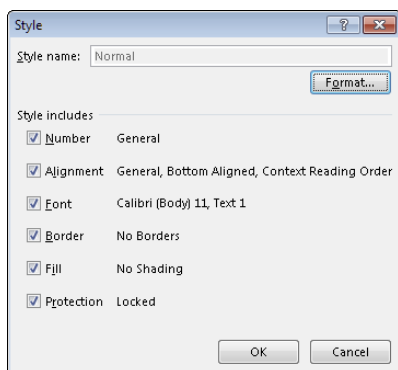 Style
Style name: Normal
Format...
Style includes
Number General
Alignment General, Bottom Aligned, Context Reading Order
Font Calibri (Body) 11, Text 1
Border No Borders
Fill No Shading
Protection Locked
OK Cancel